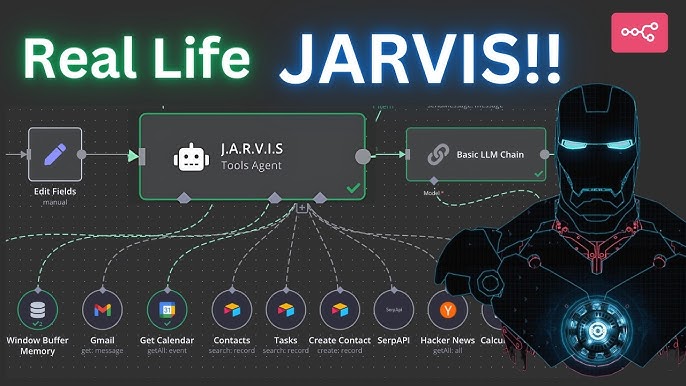 Real Life JARVIS!!
J.A.R.V.I.S
Tools Agent
Basic LLM Chain
Edit Fields
manual
Model *
Window Buffer
Memory
Gmail
get: message
Get Calendar
getAll: event
Contacts
search: record
Tasks
search: record
Create Contact
create: record
SerpApi
SerpAPI
Y
Hacker News
getAll: all
Calcu